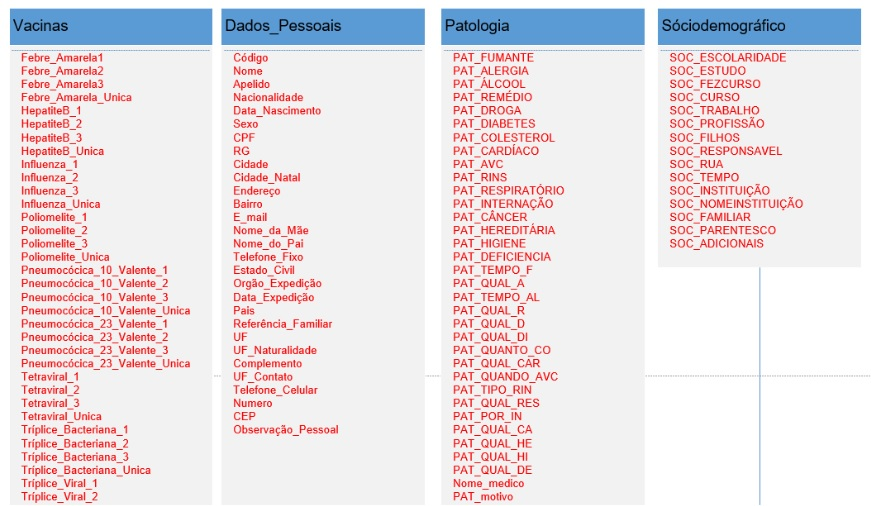 Vacinas
Febre_Amarela1
Febre_Amarela2
Febre_Amarela3
Febre_Amarela_Unica
HepatiteB_1
HepatiteB_2
HepatiteB_3
HepatiteB_Unica
Influenza_1
Influenza_2
Influenza_3
Influenza_Unica
Poliomelite_1
Poliomelite_2
Poliomelite_3
Poliomelite_Unica
Pneumocócica_10_Valente_1
Pneumocócica_10_Valente_2
Pneumocócica_10_Valente_3
Pneumocócica_10_Valente_Unica
Pneumocócica_23_Valente_1
Pneumocócica_23_Valente_2
Pneumocócica_23_Valente_3
Pneumocócica_23_Valente_Unica
Tetraviral_1
Tetraviral_2
Tetraviral_3
Tetraviral_Unica
Tríplice_Bacteriana_1
Tríplice_Bacteriana_2
Tríplice_Bacteriana_3
Tríplice_Bacteriana_Unica
Tríplice_Viral_1
Tríplice_Viral_2
Dados_Pessoais
Código
Nome
Apelido
Nacionalidade
Data_Nascimento
Sexo
CPF
RG
Cidade
Cidade_Natal
Endereço
Bairro
E_mail
Nome_da_Mãe
Nome_do_Pai
Telefone_Fixo
Estado_Civil
Orgão_Expedição
Data_Expedição
Pais
Referência_Familiar
UF
UF_Naturalidade
Complemento
UF_Contato
Telefone_Celular
Numero
CEP
Observação_Pessoal
Patologia
PAT_FUMANTE
PAT_ALERGIA
PAT_ÁLCOOL
PAT_REMÉDIO
PAT_DROGA
PAT_DIABETES
PAT_COLESTEROL
PAT_CARDÍACO
PAT_AVC
PAT_RINS
PAT_RESPIRATÓRIO
PAT_INTERNAÇÃO
PAT_CÂNCER
PAT_HEREDITÁRIA
PAT_HIGIENE
PAT_DEFICIENCIA
PAT_TEMPO_F
PAT_QUAL_A
PAT_TEMPO_AL
PAT_QUAL_R
PAT_QUAL_D
PAT_QUAL_DI
PAT_QUANTO_CO
PAT_QUAL_CAR
PAT_QUANDO_AVC
PAT_TIPO_RIN
PAT_QUAL_RES
PAT_POR_IN
PAT_QUAL_CA
PAT_QUAL_HE
PAT_QUAL_HI
PAT_QUAL_DE
Nome_medico
PAT_motivo
Sóciodemográfico
SOC_ESCOLARIDADE
SOC_ESTUDO
SOC_FEZCURSO
SOC_CURSO
SOC_TRABALHO
SOC_PROFISSÃO
SOC_FILHOS
SOC_RESPONSAVEL
SOC_RUA
SOC_TEMPO
SOC_INSTITUIÇÃO
SOC_NOMEINSTITUIÇÃO
SOC_FAMILIAR
SOC_PARENTESCO
SOC_ADICIONAIS